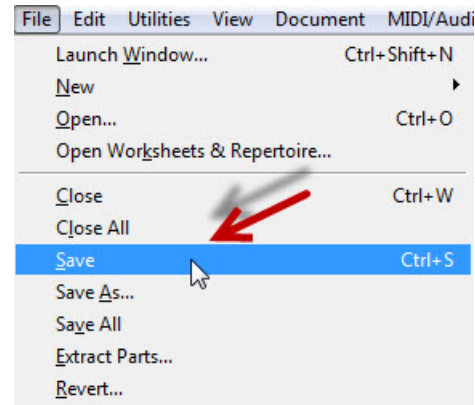 File Edit Utilities View Document MIDI/Audi
Launch Window... Ctrl+Shift+N
New
Open... Ctrl+O
Open Worksheets & Repertoire...
Close Ctrl+W
Close All
Save Ctrl+S
Save As...
Save All
Extract Parts...
Revert...